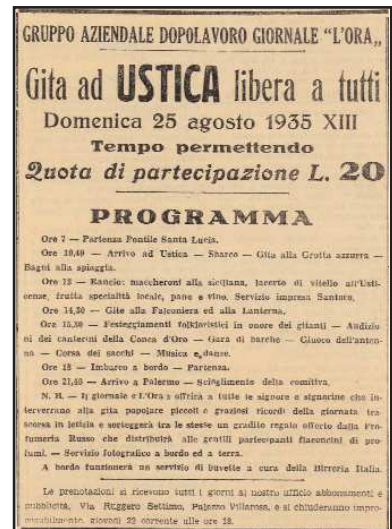 GRUPPO AZIENDALE DOPOLAVORO GIORNALE "L'ORA„
Gita ad USTICA libera a tutti
Domenica 25 agosto 1935 XIII
Tempo permettendo
Quota di partecipazione L. 20
PROGRAMMA
Ore 7 — Partenza Pontile Santa Lucia.
Ore 10,40 — Arrivo ad Ustica — Sbarco — Gita alla Grotta azzurra —
Bagni alla spiaggia.
Ore 13 — Rancio: maccheroni alla siciliana, lacerto di vitello all'Usti-
cense, frutta specialità locale, pane e vino. Servizio impresa Santoro.
Ore 14,30 — Gite alla Falconiera ed alla Lanterna.
Ore 15,30 — Festeggiamenti folkloristici in onore dei gitanti — Audizio
ni dei canterini della Conca d'Oro — Gara di barche — Giuoco dell'anten-
na — Corsa dei sacchi — Musica e danze.
Ore 18 — Imbarco a bordo — Partenza.
Ore 21,40 — Arrivo a Palermo — Scioglimento della comitiva.
N. B. — Il giornale « L'Ora » offrirà a tutte le signore e signorine che in-
terverranno alla gita popolare piccoli e graziosi ricordi della giornata tra
scorsa in letizia e sorteggerà tra le stesse un gradito regalo offerto dalla Pro-
fumeria Russo che distribuirà alle gentili partecipanti flaconcini di pro-
fumi. — Servizio fotografico a bordo ed a terra.
A bordo funzionerà un servizio di buvette a cura della Birreria Italia.
Le prenotazioni si ricevono tutti i giorni al nostro ufficio abbonamenti e
pubblicità, Via Ruggero Settimo, Palazzo Villarosa, e si chiuderanno impro-
rogabilmente giovedì 22 corrente alle ore 18.